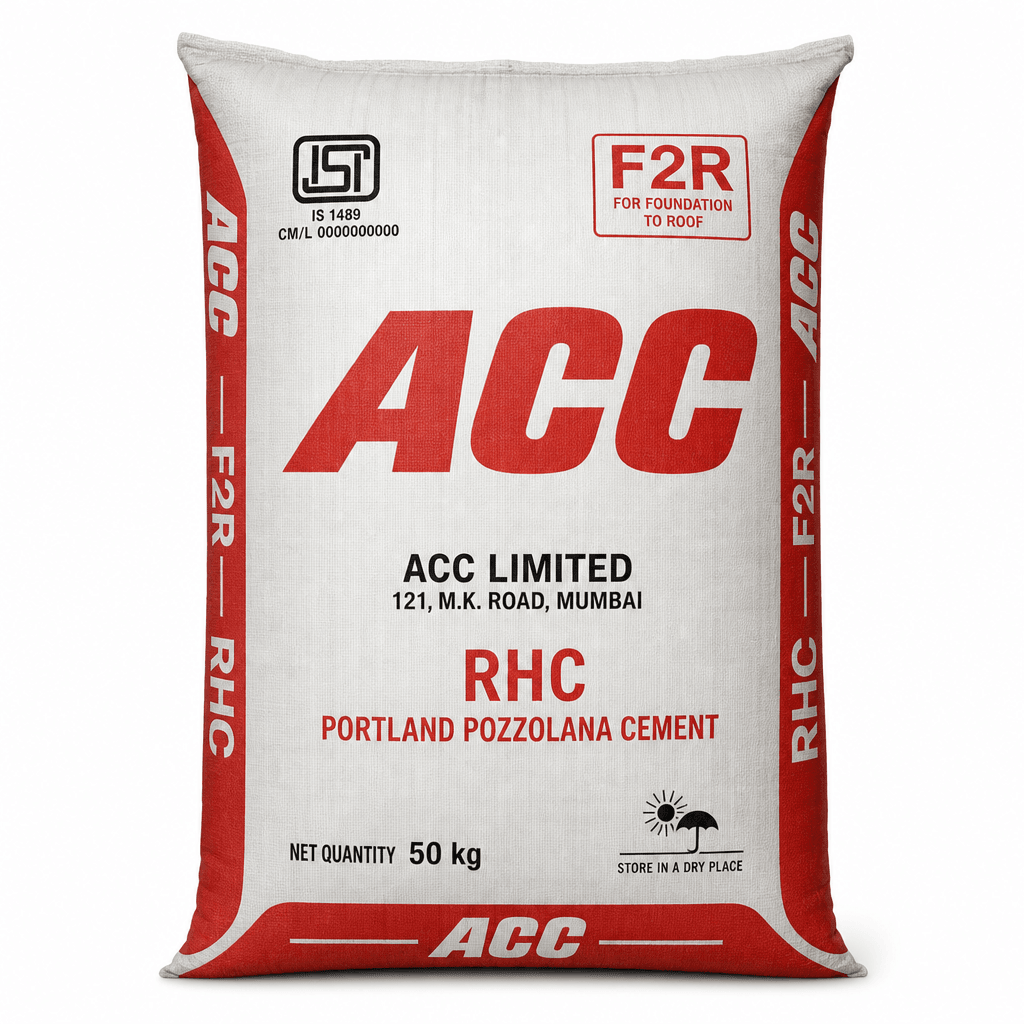 ISI
IS 1489
CM/L 0000000000
F2R
FOR FOUNDATION
TO ROOF
ACC
ACC LIMITED
121, M.K. ROAD, MUMBAI
RHC
PORTLAND POZZOLANA CEMENT
NET QUANTITY 50 kg
STORE IN A DRY PLACE
ACC
ACC — F2R — RHC
RHC — F2R — ACC